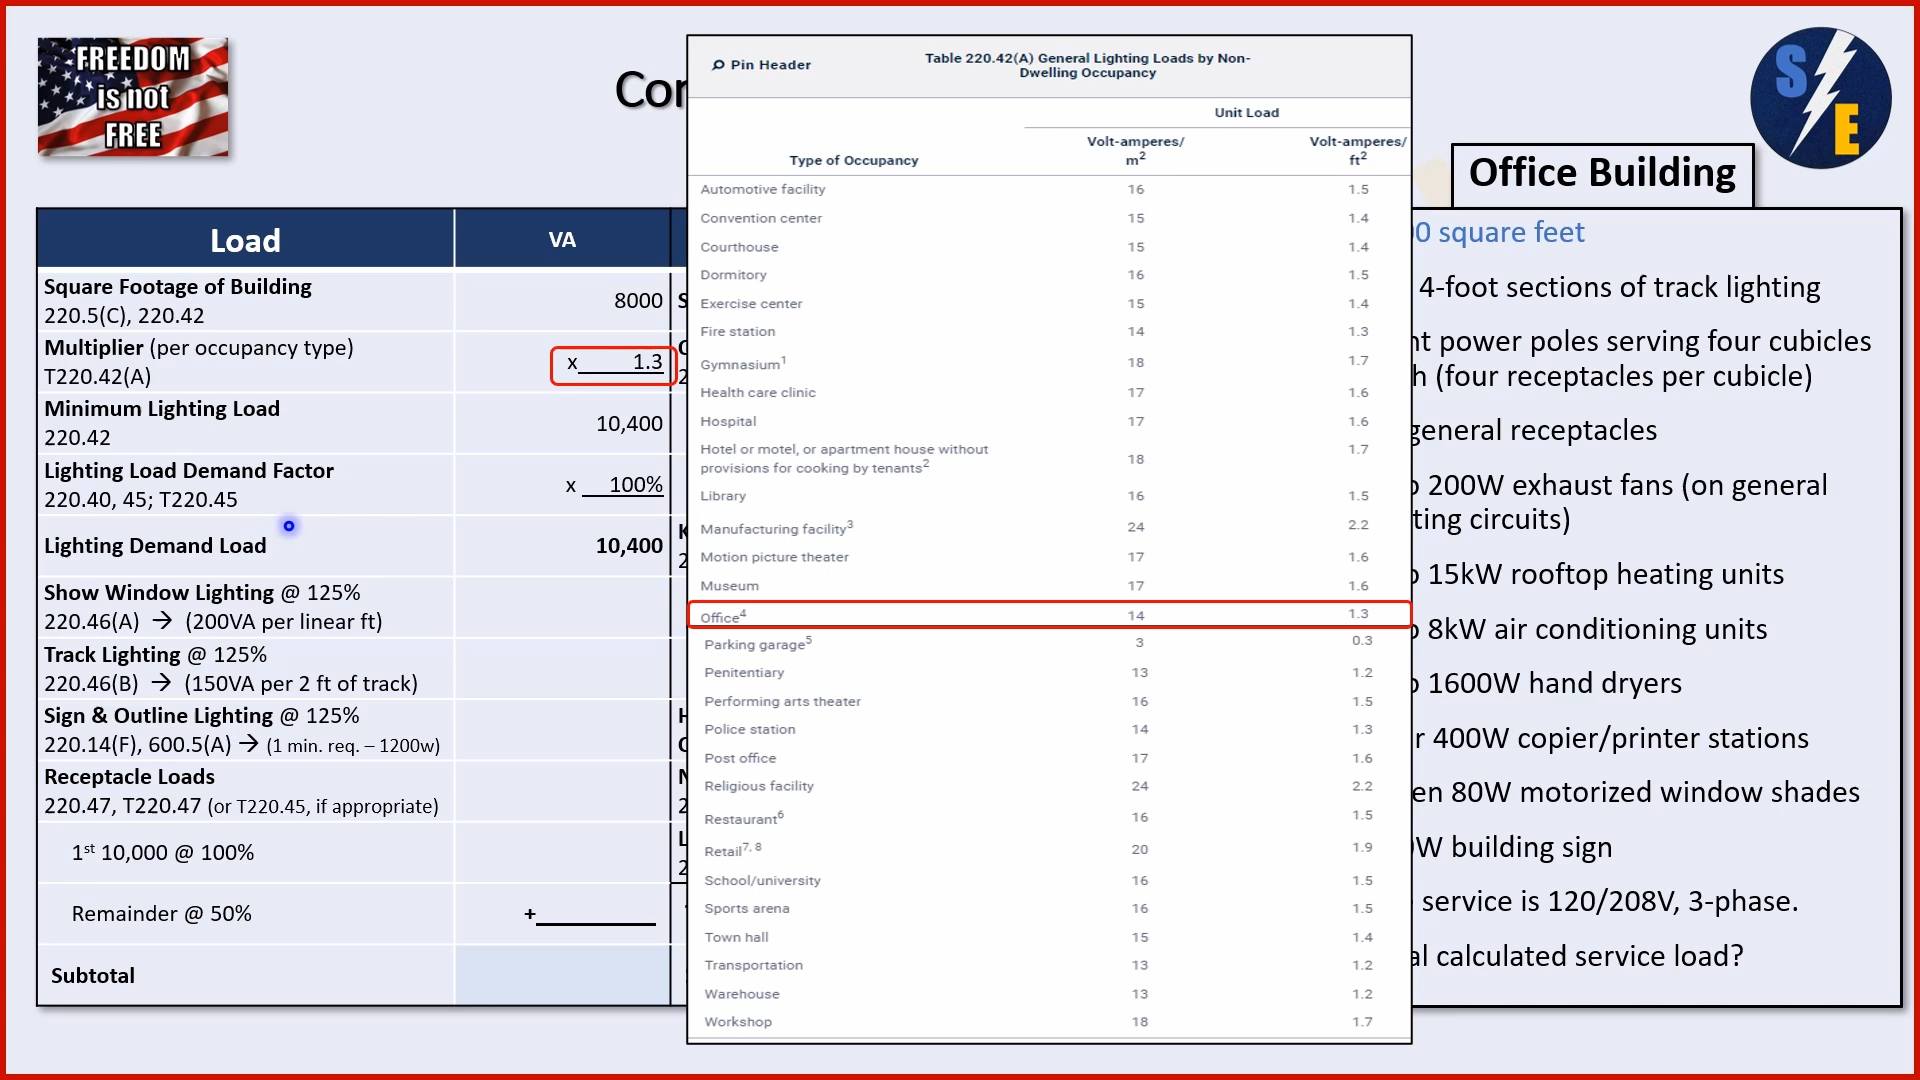 FREEDOM
is not
FREE
Con
S
E
Office Building
Load
VA
Square Footage of Building
220.5(C), 220.42
8000
S
Multiplier (per occupancy type)
T220.42(A)
x 1.3
C
2
Minimum Lighting Load
220.42
10,400
Lighting Load Demand Factor
220.40, 45; T220.45
x 100%
Lighting Demand Load
10,400
K
2
Show Window Lighting @ 125%
220.46(A) → (200VA per linear ft)
Track Lighting @ 125%
220.46(B) → (150VA per 2 ft of track)
Sign & Outline Lighting @ 125%
220.14(F), 600.5(A) → (1 min. req. – 1200w)
Receptacle Loads
220.47, T220.47 (or T220.45, if appropriate)
1st 10,000 @ 100%
Remainder @ 50%
+
Subtotal
Pin Header
Table 220.42(A) General Lighting Loads by Non-
Dwelling Occupancy
Unit Load
Type of Occupancy
Volt-amperes/
m2
Volt-amperes/
ft2
Automotive facility 16 1.5
Convention center 15 1.4
Courthouse 15 1.4
Dormitory 16 1.5
Exercise center 15 1.4
Fire station 14 1.3
Gymnasium1 18 1.7
Health care clinic 17 1.6
Hospital 17 1.6
Hotel or motel, or apartment house without
provisions for cooking by tenants2 18 1.7
Library 16 1.5
Manufacturing facility3 24 2.2
Motion picture theater 17 1.6
Museum 17 1.6
Office4 14 1.3
Parking garage5 3 0.3
Penitentiary 13 1.2
Performing arts theater 16 1.5
Police station 14 1.3
Post office 17 1.6
Religious facility 24 2.2
Restaurant6 16 1.5
Retail7, 8 20 1.9
School/university 16 1.5
Sports arena 16 1.5
Town hall 15 1.4
Transportation 13 1.2
Warehouse 13 1.2
Workshop 18 1.7
0 square feet
4-foot sections of track lighting
nt power poles serving four cubicles
h (four receptacles per cubicle)
general receptacles
o 200W exhaust fans (on general
ting circuits)
o 15kW rooftop heating units
o 8kW air conditioning units
o 1600W hand dryers
r 400W copier/printer stations
en 80W motorized window shades
W building sign
service is 120/208V, 3-phase.
al calculated service load?